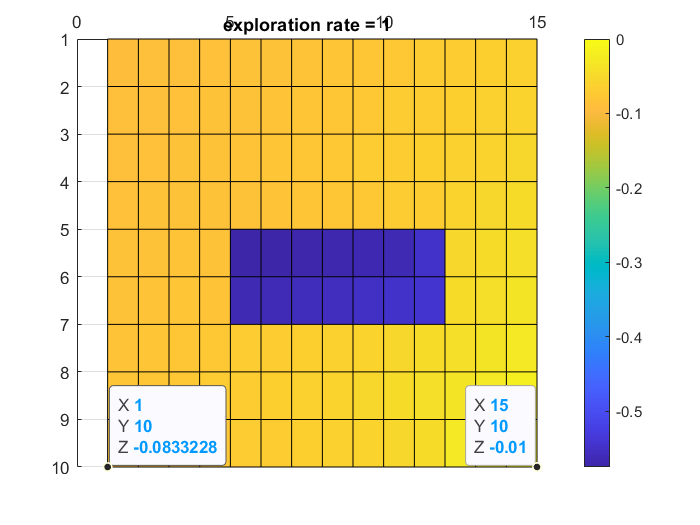 0 5 10 15
exploration rate = 1
1
2
3
4
5
6
7
8
9
10
X 1
Y 10
Z -0.0833228
X 15
Y 10
Z -0.01
0
-0.1
-0.2
-0.3
-0.4
-0.5